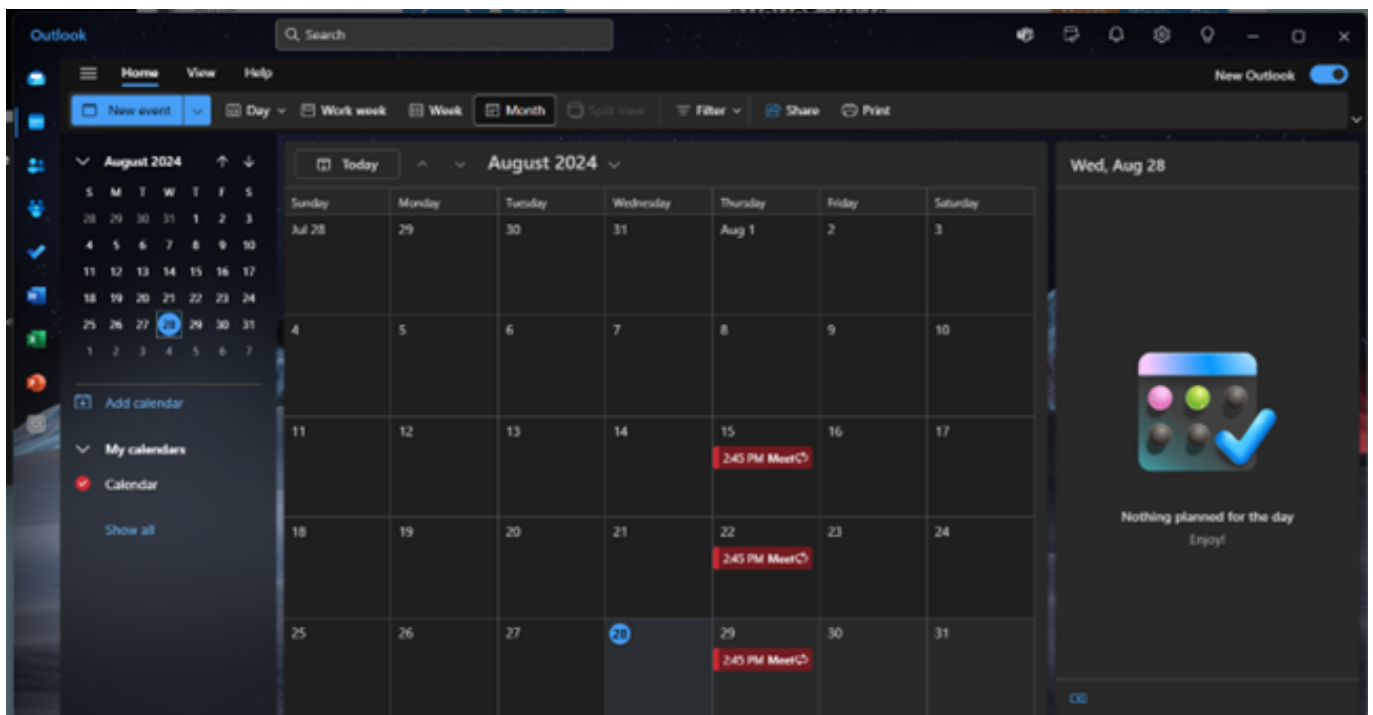 Outlook
Search
Home View Help
New Outlook
New event Day Work week Week Month Split view Filter Share Print
August 2024
S M T W T F S
28 29 30 31 1 2 3
4 5 6 7 8 9 10
11 12 13 14 15 16 17
18 19 20 21 22 23 24
25 26 27 28 29 30 31
1 2 3 4 5 6 7
Add calendar
My calendars
Calendar
Show all
Today August 2024
Sunday Monday Tuesday Wednesday Thursday Friday Saturday
Jul 28 29 30 31 Aug 1 2 3
4 5 6 7 8 9 10
11 12 13 14 15 16 17
2:45 PM Meet
18 19 20 21 22 23 24
2:45 PM Meet
25 26 27 28 29 30 31
2:45 PM Meet
Wed, Aug 28
Nothing planned for the day
Enjoy!